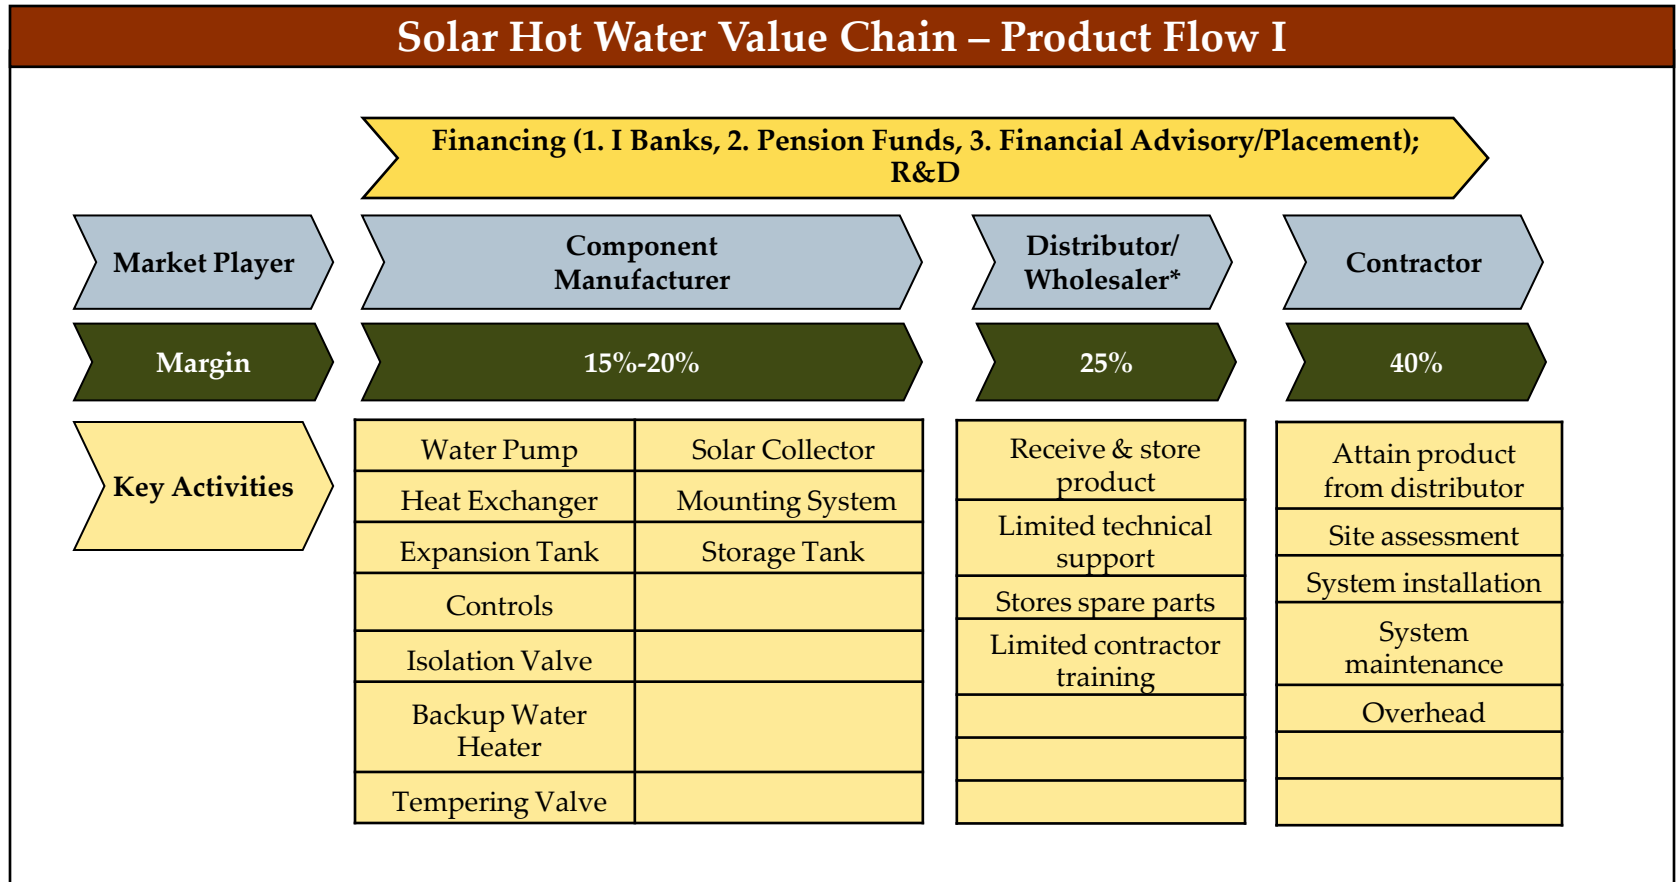 Solar Hot Water Value Chain – Product Flow I
Financing (1. I Banks, 2. Pension Funds, 3. Financial Advisory/Placement);
R&D
Market Player
Component
Manufacturer
Distributor/
Wholesaler*
Contractor
Margin
15%-20%
25%
40%
Key Activities
Water Pump
Heat Exchanger
Expansion Tank
Controls
Isolation Valve
Backup Water
Heater
Tempering Valve
Solar Collector
Mounting System
Storage Tank
Receive & store
product
Limited technical
support
Stores spare parts
Limited contractor
training
Attain product
from distributor
Site assessment
System installation
System
maintenance
Overhead